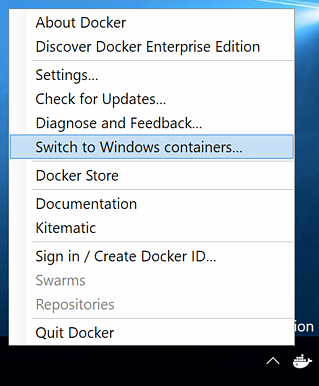 About Docker
Discover Docker Enterprise Edition
Settings...
Check for Updates...
Diagnose and Feedback...
Switch to Windows containers...
Docker Store
Documentation
Kitematic
Sign in / Create Docker ID...
Swarms
Repositories
Quit Docker